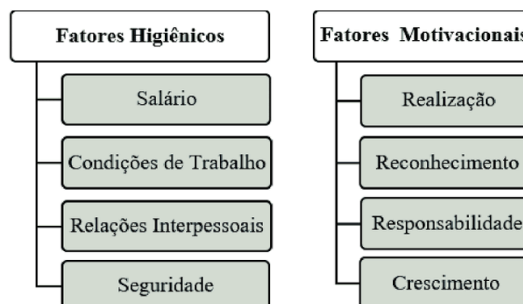 Fatores Higiênicos
Salário
Condições de Trabalho
Relações Interpessoais
Seguridade
Fatores Motivacionais
Realização
Reconhecimento
Responsabilidade
Crescimento